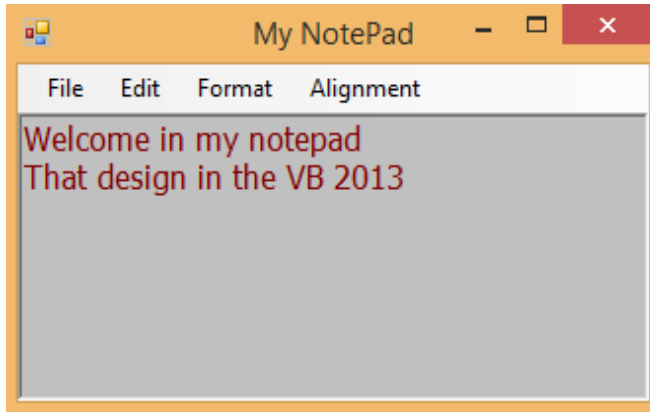 My NotePad
File Edit Format Alignment
Welcome in my notepad
That design in the VB 2013